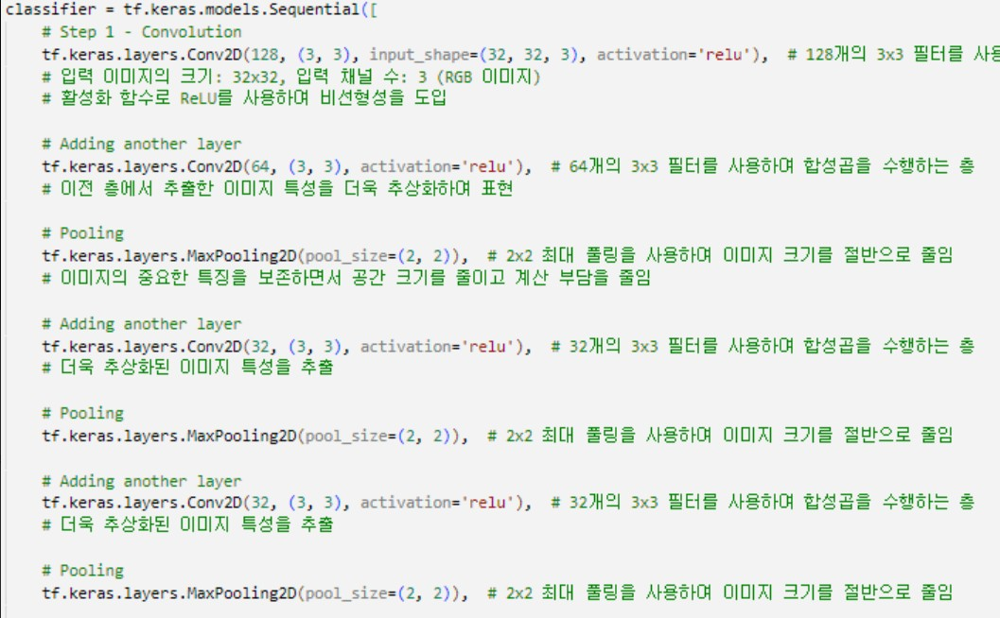 classifier = tf.keras.models.Sequential([
# Step 1 - Convolution
tf.keras.layers.Conv2D(128, (3, 3), input_shape=(32, 32, 3), activation='relu'),  # 128개의 3x3 필터를
# 입력 이미지의 크기: 32x32, 입력 채널 수: 3 (RGB 이미지)
# 활성화 함수로 ReLU를 사용하여 비선형성을 도입
# Adding another layer
tf.keras.layers.Conv2D(64, (3, 3), activation='relu'),  # 64개의 3x3 필터를 사용하여 합성곱을 수행하는 층
# 이전 층에서 추출한 이미지 특성을 더욱 추상화하여 표현
# Pooling
tf.keras.layers.MaxPooling2D(pool_size=(2, 2)),  # 2x2 최대 풀링을 사용하여 이미지 크기를 절반으로 줄임
# 이미지의 중요한 특징을 보존하면서 공간 크기를 줄이고 계산 부담을 줄임
# Adding another layer
tf.keras.layers.Conv2D(32, (3, 3), activation='relu'),  # 32개의 3x3 필터를 사용하여 합성곱을 수행하는 층
# 더욱 추상화된 이미지 특성을 추출
# Pooling
tf.keras.layers.MaxPooling2D(pool_size=(2, 2)),  # 2x2 최대 풀링을 사용하여 이미지 크기를 절반으로 줄임
# Adding another layer
tf.keras.layers.Conv2D(32, (3, 3), activation='relu'),  # 32개의 3x3 필터를 사용하여 합성곱을 수행하는 층
# 더욱 추상화된 이미지 특성을 추출
# Pooling
tf.keras.layers.MaxPooling2D(pool_size=(2, 2)),  # 2x2 최대 풀링을 사용하여 이미지 크기를 절반으로 줄임